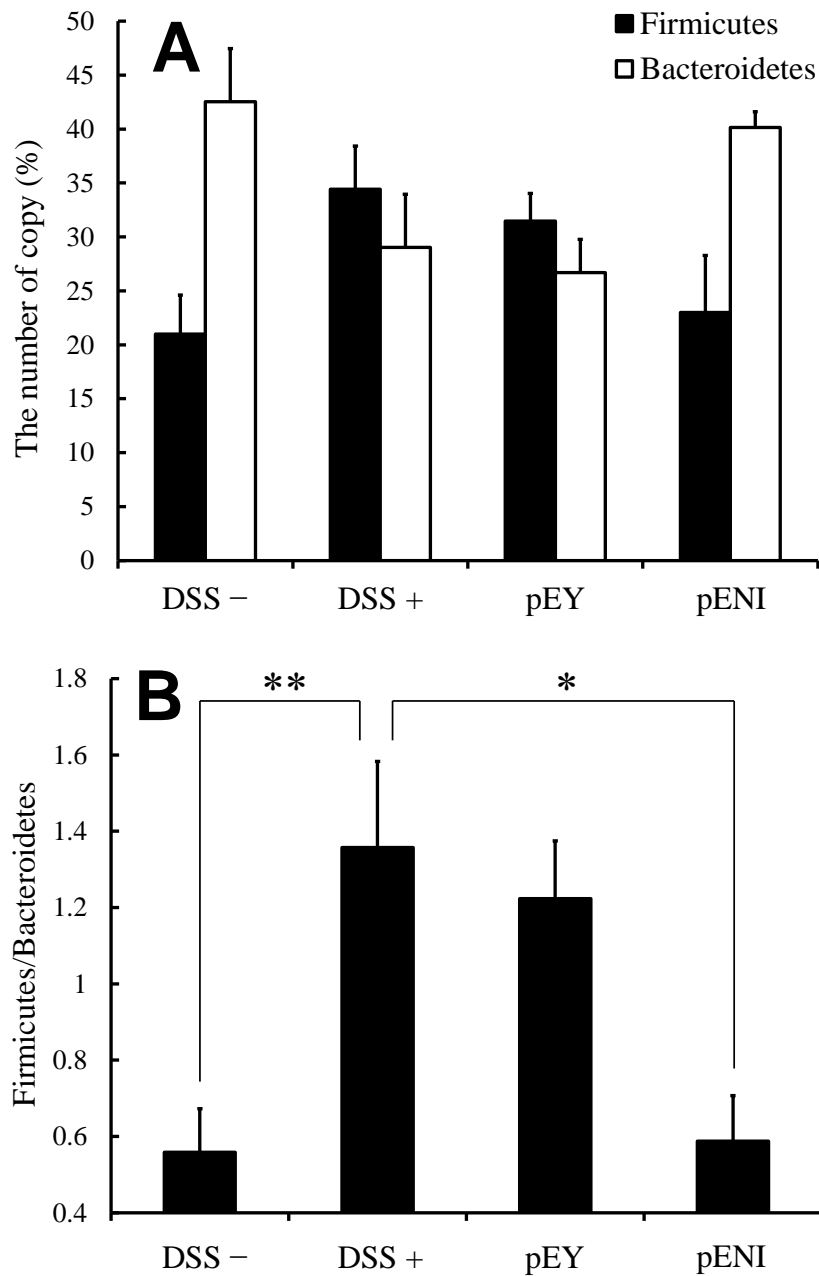 A
Firmicutes
Bacteroidetes
The number of copy (%)
50
45
40
35
30
25
20
15
10
5
0
DSS − DSS + pEY pENI
B
** *
Firmicutes/Bacteroidetes
1.8
1.6
1.4
1.2
1
0.8
0.6
0.4
DSS − DSS + pEY pENI